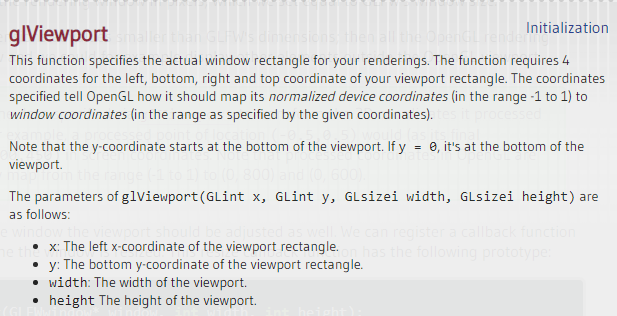 glViewport
Initialization
This function specifies the actual window rectangle for your renderings. The function requires 4
coordinates for the left, bottom, right and top coordinate of your viewport rectangle. The coordinates
specified tell OpenGL how it should map its normalized device coordinates (in the range -1 to 1) to
window coordinates (in the range as specified by the given coordinates).
Note that the y-coordinate starts at the bottom of the viewport. If y = 0, it's at the bottom of the
viewport.
The parameters of glViewport(GLint x, GLint y, GLsizei width, GLsizei height) are
as follows:
• x: The left x-coordinate of the viewport rectangle.
• y: The bottom y-coordinate of the viewport rectangle.
• width: The width of the viewport.
• height The height of the viewport.